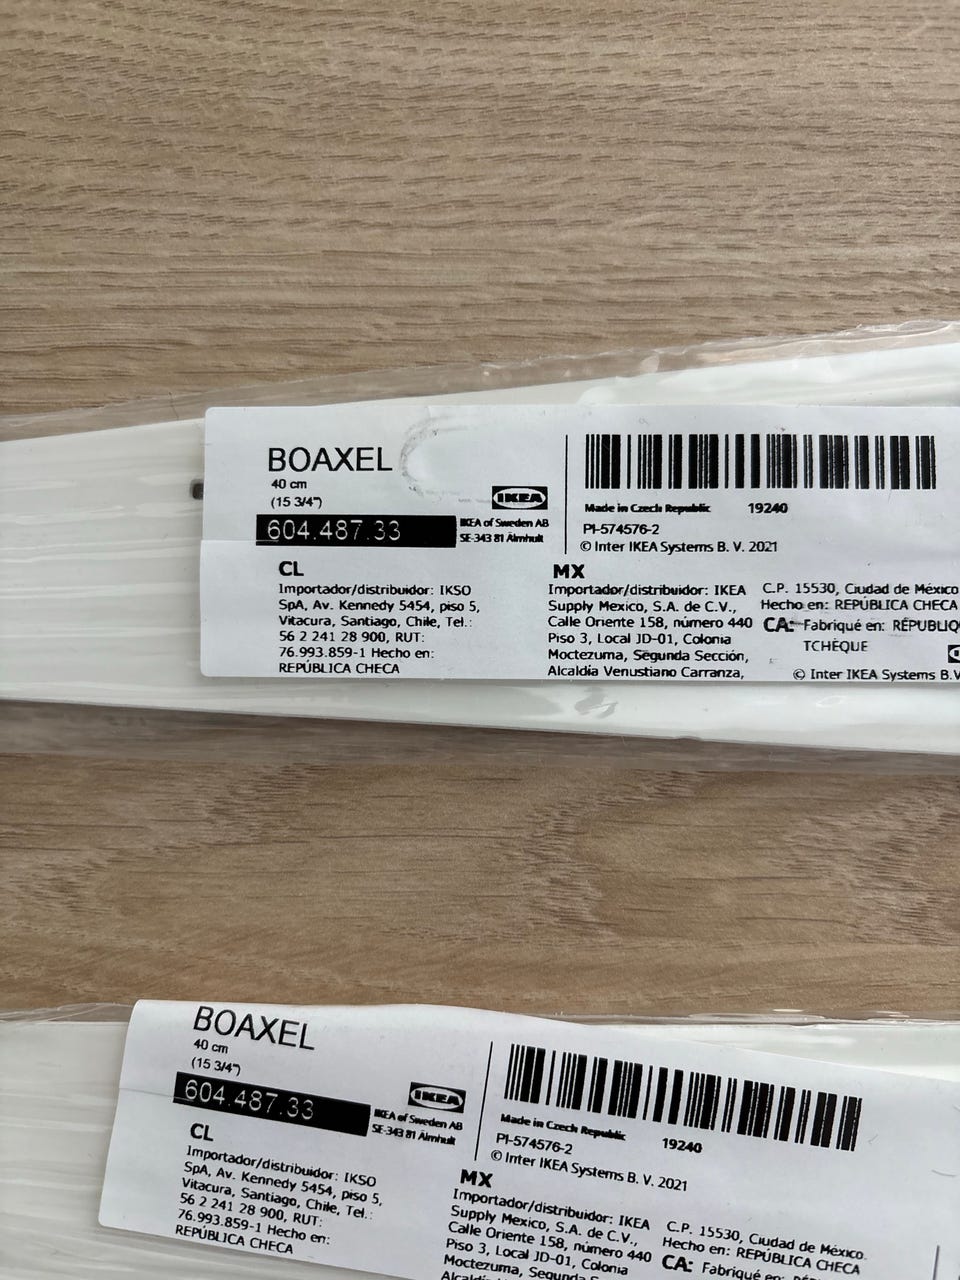 BOAXEL
40 cm
(15 3/4")
604.487.33
IKEA
IKEA of Sweden AB
SE-343 81 Älmhult
Made in Czech Republic 19240
PI-574576-2
© Inter IKEA Systems B. V. 2021
CL
Importador/distribuidor: IKSO
SpA, Av. Kennedy 5454, piso 5,
Vitacura, Santiago, Chile, Tel.:
56 2 241 28 900, RUT:
76.993.859-1 Hecho en:
REPÚBLICA CHECA
MX
Importador/distribuidor: IKEA
Supply Mexico, S.A. de C.V.,
Calle Oriente 158, número 440
Piso 3, Local JD-01, Colonia
Moctezuma, Segunda Sección,
Alcaldía Venustiano Carranza,
C.P. 15530, Ciudad de México
Hecho en: REPÚBLICA CHECA
CA: Fabriqué en: RÉPUBLIQ
TCHÈQUE
© Inter IKEA Systems B.V
BOAXEL
40 cm
(15 3/4")
604.487.33
IKEA
IKEA of Sweden AB
SE-343 81 Älmhult
Made in Czech Republic 19240
PI-574576-2
© Inter IKEA Systems B. V. 2021
CL
Importador/distribuidor: IKSO
SpA, Av. Kennedy 5454, piso 5,
Vitacura, Santiago, Chile, Tel.:
56 2 241 28 900, RUT:
76.993.859-1 Hecho en:
REPÚBLICA CHECA
MX
Importador/distribuidor: IKEA
Supply Mexico, S.A. de C.V.,
Calle Oriente 158, número 440
Piso 3, Local JD-01, Colonia
Moctezuma, Segunda
C.P. 15530, Ciudad de México.
Hecho en: REPÚBLICA CHECA
CA: Fabriqué en: